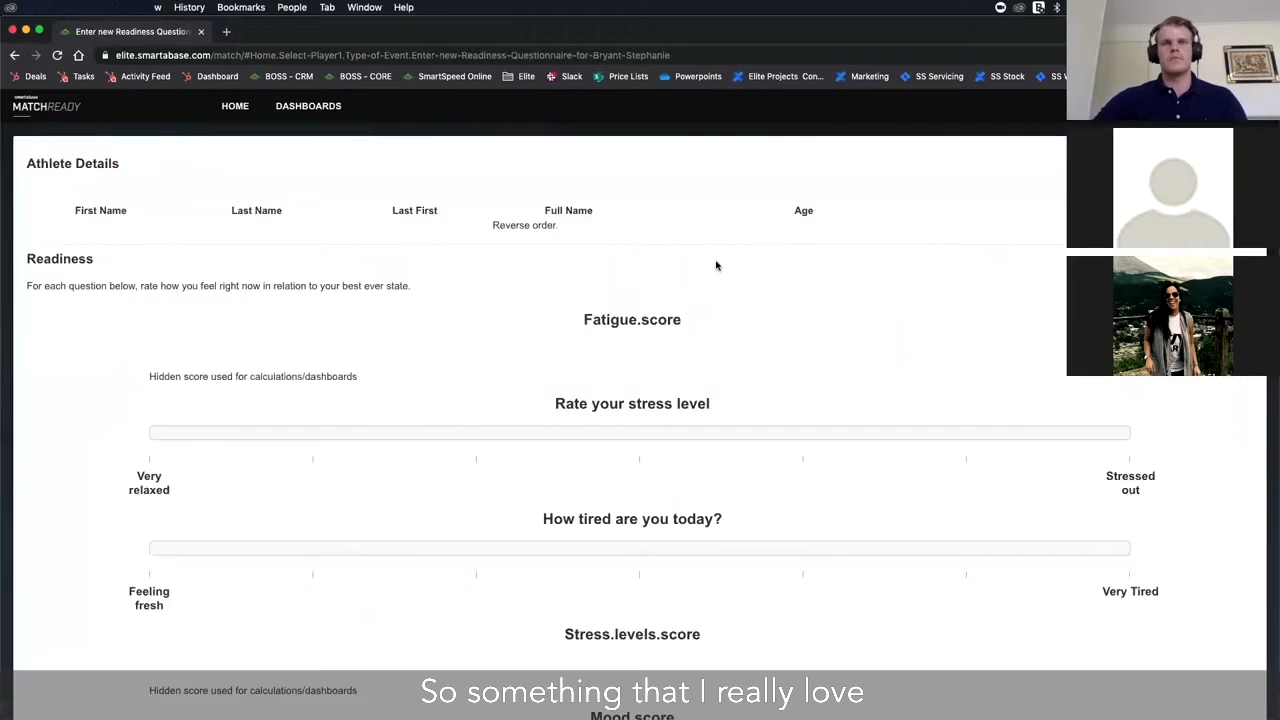 w History Bookmarks People Tab Window Help
Enter new Readiness Question
elite.smartabase.com/match/#Home.Select-Player1.Type-of-Event.Enter-new-Readiness-Questionnaire-for-Bryant-Stephanie
Deals Tasks Activity Feed Dashboard BOSS - CRM BOSS - CORE SmartSpeed Online Elite Slack Price Lists Powerpoints Elite Projects Con... Marketing SS Servicing SS Stock SS W
smartabase
MATCHREADY HOME DASHBOARDS
Athlete Details
First Name Last Name Last First Full Name Age
Reverse order.
Readiness
For each question below, rate how you feel right now in relation to your best ever state.
Fatigue.score
Hidden score used for calculations/dashboards
Rate your stress level
Very relaxed Stressed out
How tired are you today?
Feeling fresh Very Tired
Stress.levels.score
Hidden score used for calculations/dashboards
So something that I really love
Mood score